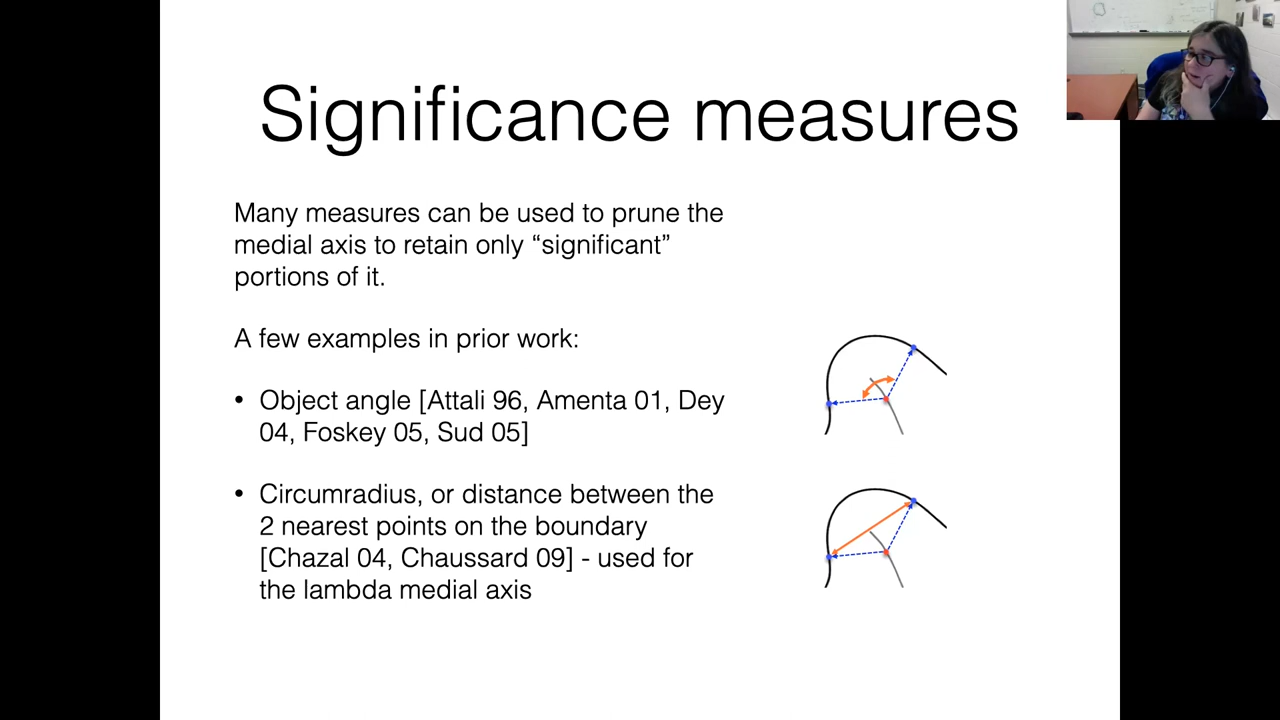 Significance measures
Many measures can be used to prune the
medial axis to retain only “significant”
portions of it.
A few examples in prior work:
• Object angle [Attali 96, Amenta 01, Dey
04, Foskey 05, Sud 05]
• Circumradius, or distance between the
2 nearest points on the boundary
[Chazal 04, Chaussard 09] - used for
the lambda medial axis